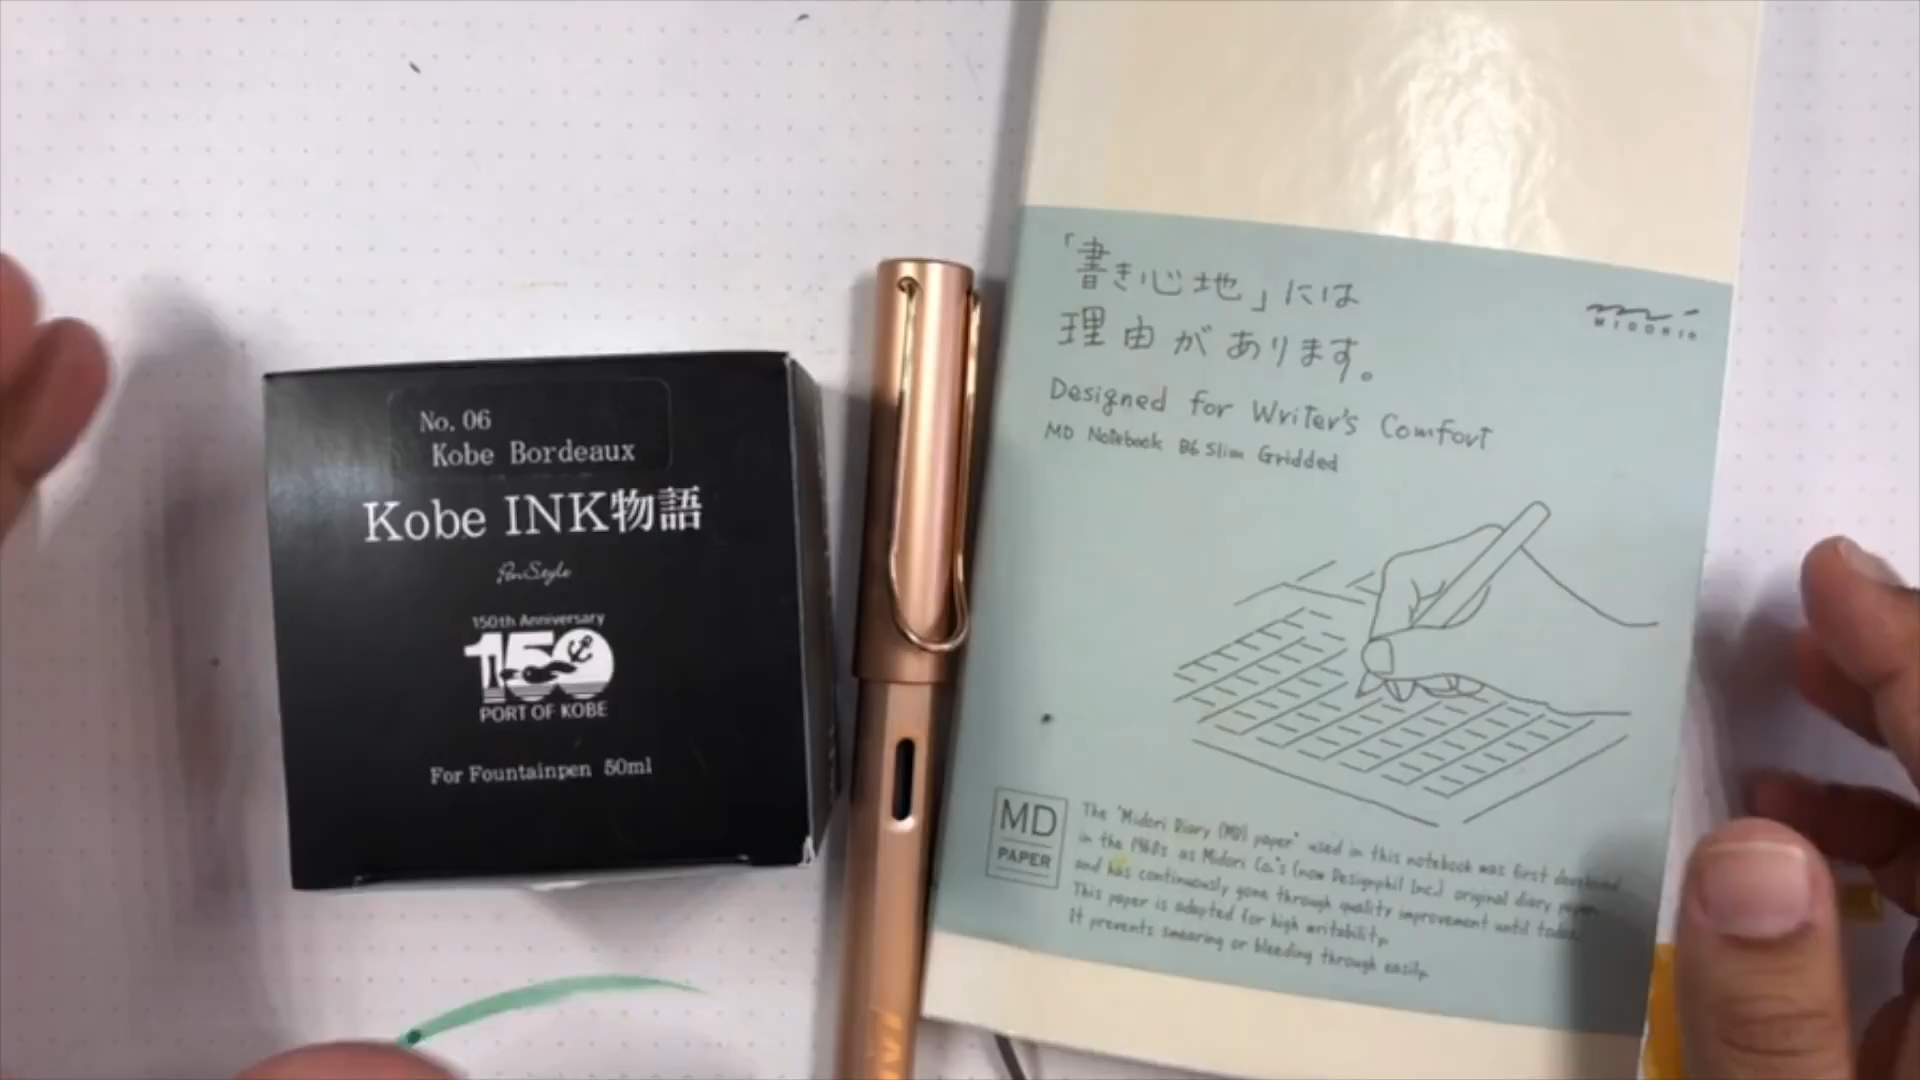 No. 06
Kobe Bordeaux
Kobe INK物語
PenStyle
150th Anniversary
150
PORT OF KOBE
For Fountainpen 50ml
「書き心地」には
理由があります。
MIDORI
Designed for Writer's Comfort
MD Notebook B6 Slim Gridded
MD
PAPER
The "Midori Diary (MD) paper" used in this notebook was first developed
in the 1960s as Midori Co.'s (now Designphil Inc.) original diary paper
and has continuously gone through quality improvement until today.
This paper is adapted for high writability.
It prevents smearing or bleeding through easily.